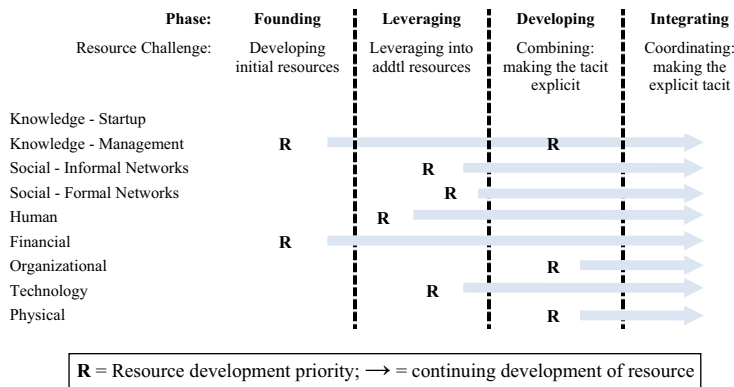 Phase: Founding Leveraging Developing Integrating
Resource Challenge: Developing Leveraging into Combining: Coordinating:
initial resources addtl resources making the tacit making the
explicit explicit tacit
Knowledge - Startup
Knowledge - Management R R
Social - Informal Networks R
Social - Formal Networks R
Human R
Financial R
Organizational R
Technology R
Physical R
R = Resource development priority; → = continuing development of resource